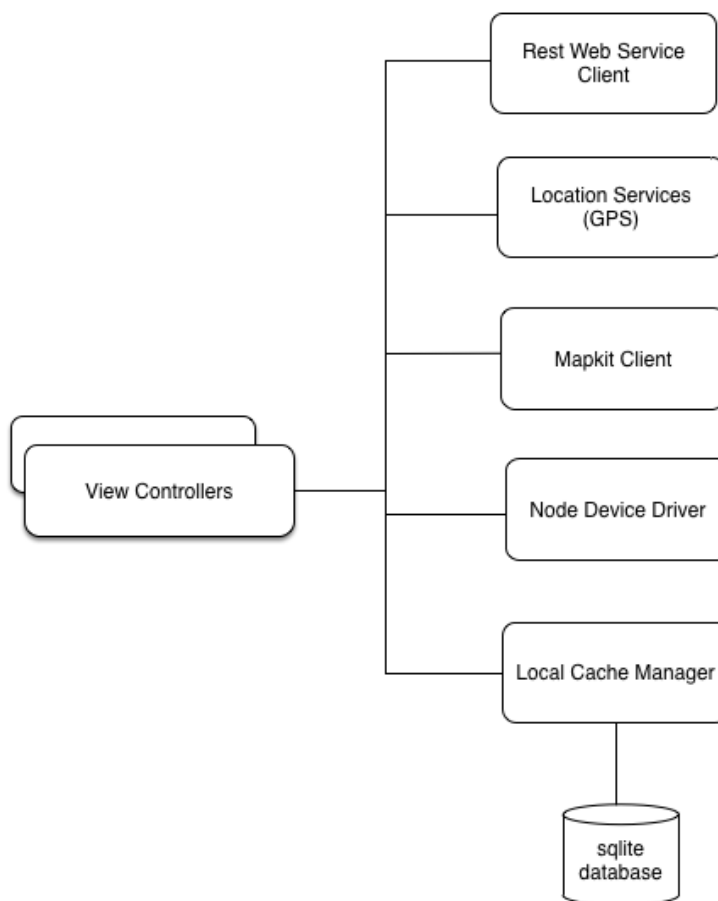 Rest Web Service
Client
Location Services
(GPS)
Mapkit Client
View Controllers
Node Device Driver
Local Cache Manager
sqlite
database